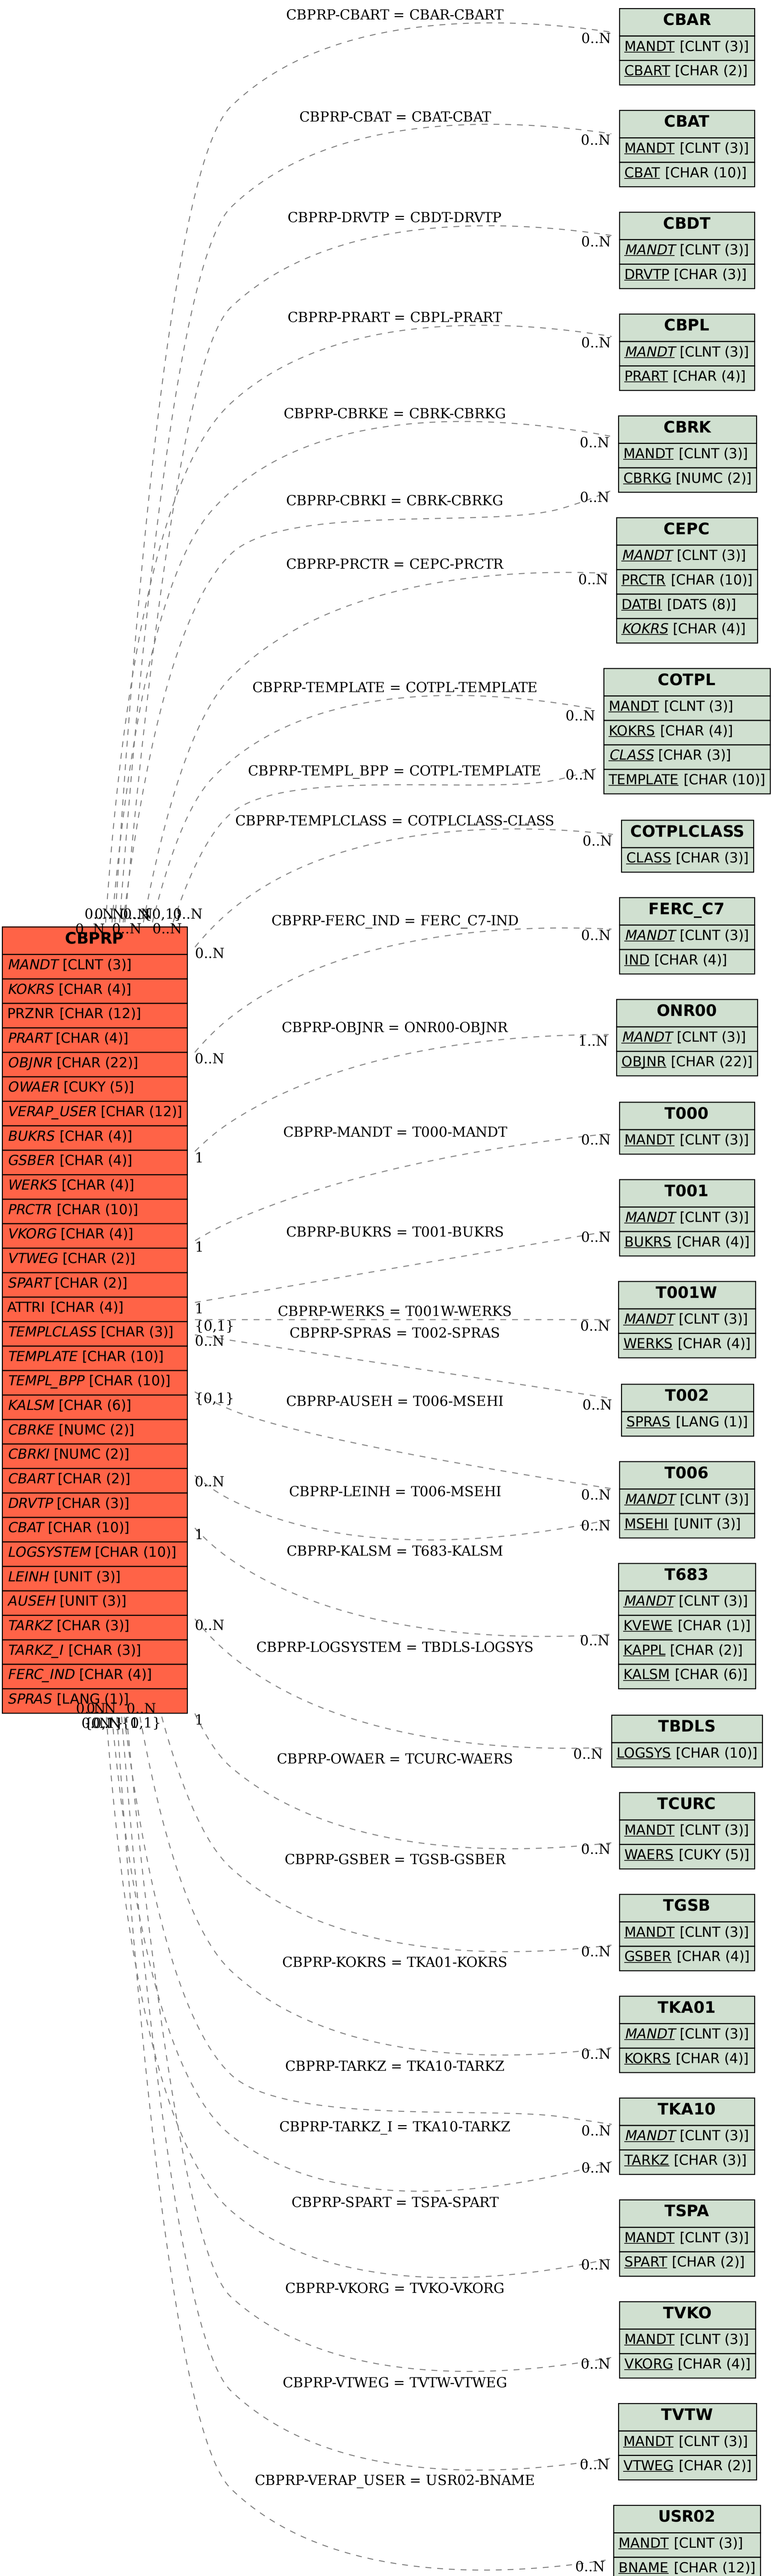 CBPRP-CBART = CBAR-CBART
0..N
CBAR
MANDT [CLNT (3)]
CBART [CHAR (2)]
CBPRP-CBAT = CBAT-CBAT
0..N
CBAT
MANDT [CLNT (3)]
CBAT [CHAR (10)]
CBPRP-DRVTP = CBDT-DRVTP
0..N
CBDT
MANDT [CLNT (3)]
DRVTP [CHAR (3)]
CBPRP-PRART = CBPL-PRART
0..N
CBPL
MANDT [CLNT (3)]
PRART [CHAR (4)]
CBPRP-CBRKE = CBRK-CBRKG
0..N
CBRK
MANDT [CLNT (3)]
CBRKG [NUMC (2)]
CBPRP-CBRKI = CBRK-CBRKG
0..N
CBPRP-PRCTR = CEPC-PRCTR
0..N
CEPC
MANDT [CLNT (3)]
PRCTR [CHAR (10)]
DATBI [DATS (8)]
KOKRS [CHAR (4)]
CBPRP-TEMPLATE = COTPL-TEMPLATE
0..N
COTPL
MANDT [CLNT (3)]
KOKRS [CHAR (4)]
CLASS [CHAR (3)]
TEMPLATE [CHAR (10)]
CBPRP-TEMPL_BPP = COTPL-TEMPLATE
0..N
CBPRP-TEMPLCLASS = COTPLCLASS-CLASS
0..N
COTPLCLASS
CLASS [CHAR (3)]
CBPRP-FERC_IND = FERC_C7-IND
0..N
FERC_C7
MANDT [CLNT (3)]
IND [CHAR (4)]
CBPRP-OBJNR = ONR00-OBJNR
1..N
ONR00
MANDT [CLNT (3)]
OBJNR [CHAR (22)]
CBPRP-MANDT = T000-MANDT
0..N
T000
MANDT [CLNT (3)]
CBPRP-BUKRS = T001-BUKRS
0..N
T001
MANDT [CLNT (3)]
BUKRS [CHAR (4)]
CBPRP-WERKS = T001W-WERKS
0..N
T001W
MANDT [CLNT (3)]
WERKS [CHAR (4)]
CBPRP-SPRAS = T002-SPRAS
0..N
T002
SPRAS [LANG (1)]
CBPRP-AUSEH = T006-MSEHI
0..N
T006
MANDT [CLNT (3)]
MSEHI [UNIT (3)]
CBPRP-LEINH = T006-MSEHI
0..N
CBPRP-KALSM = T683-KALSM
0..N
T683
MANDT [CLNT (3)]
KVEWE [CHAR (1)]
KAPPL [CHAR (2)]
KALSM [CHAR (6)]
CBPRP-LOGSYSTEM = TBDLS-LOGSYS
0..N
TBDLS
LOGSYS [CHAR (10)]
CBPRP-OWAER = TCURC-WAERS
0..N
TCURC
MANDT [CLNT (3)]
WAERS [CUKY (5)]
CBPRP-GSBER = TGSB-GSBER
0..N
TGSB
MANDT [CLNT (3)]
GSBER [CHAR (4)]
CBPRP-KOKRS = TKA01-KOKRS
0..N
TKA01
MANDT [CLNT (3)]
KOKRS [CHAR (4)]
CBPRP-TARKZ = TKA10-TARKZ
0..N
TKA10
MANDT [CLNT (3)]
TARKZ [CHAR (3)]
CBPRP-TARKZ_I = TKA10-TARKZ
0..N
CBPRP-SPART = TSPA-SPART
0..N
TSPA
MANDT [CLNT (3)]
SPART [CHAR (2)]
CBPRP-VKORG = TVKO-VKORG
0..N
TVKO
MANDT [CLNT (3)]
VKORG [CHAR (4)]
CBPRP-VTWEG = TVTW-VTWEG
0..N
TVTW
MANDT [CLNT (3)]
VTWEG [CHAR (2)]
CBPRP-VERAP_USER = USR02-BNAME
0..N
USR02
MANDT [CLNT (3)]
BNAME [CHAR (12)]
CBPRP
MANDT [CLNT (3)]
KOKRS [CHAR (4)]
PRZNR [CHAR (12)]
PRART [CHAR (4)]
OBJNR [CHAR (22)]
OWAER [CUKY (5)]
VERAP_USER [CHAR (12)]
BUKRS [CHAR (4)]
GSBER [CHAR (4)]
WERKS [CHAR (4)]
PRCTR [CHAR (10)]
VKORG [CHAR (4)]
VTWEG [CHAR (2)]
SPART [CHAR (2)]
ATTRI [CHAR (4)]
TEMPLCLASS [CHAR (3)]
TEMPLATE [CHAR (10)]
TEMPL_BPP [CHAR (10)]
KALSM [CHAR (6)]
CBRKE [NUMC (2)]
CBRKI [NUMC (2)]
CBART [CHAR (2)]
DRVTP [CHAR (3)]
CBAT [CHAR (10)]
LOGSYSTEM [CHAR (10)]
LEINH [UNIT (3)]
AUSEH [UNIT (3)]
TARKZ [CHAR (3)]
TARKZ_I [CHAR (3)]
FERC_IND [CHAR (4)]
SPRAS [LANG (1)]
0..N
0..N
0..N
0..N
0..N
0..N
1
1
1
{0,1}
0..N
{0,1}
0..N
1
0..N
1
0..N